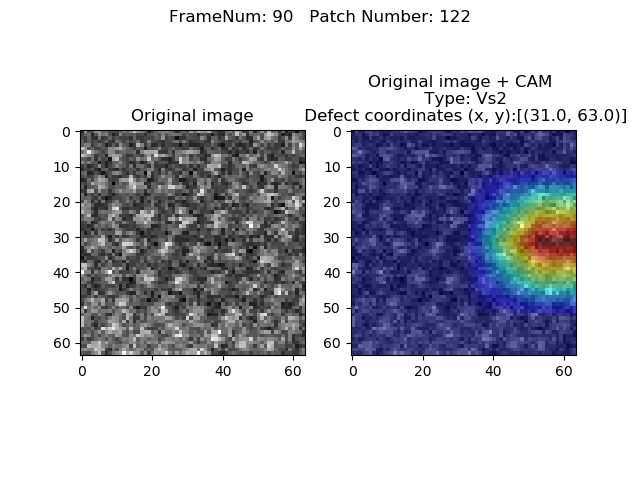 FrameNum: 90   Patch Number: 122
Original image
Original image + CAM
Type: Vs2
Defect coordinates (x, y):[(31.0, 63.0)]
0
10
20
30
40
50
60
0 20 40 60
0
10
20
30
40
50
60
0 20 40 60